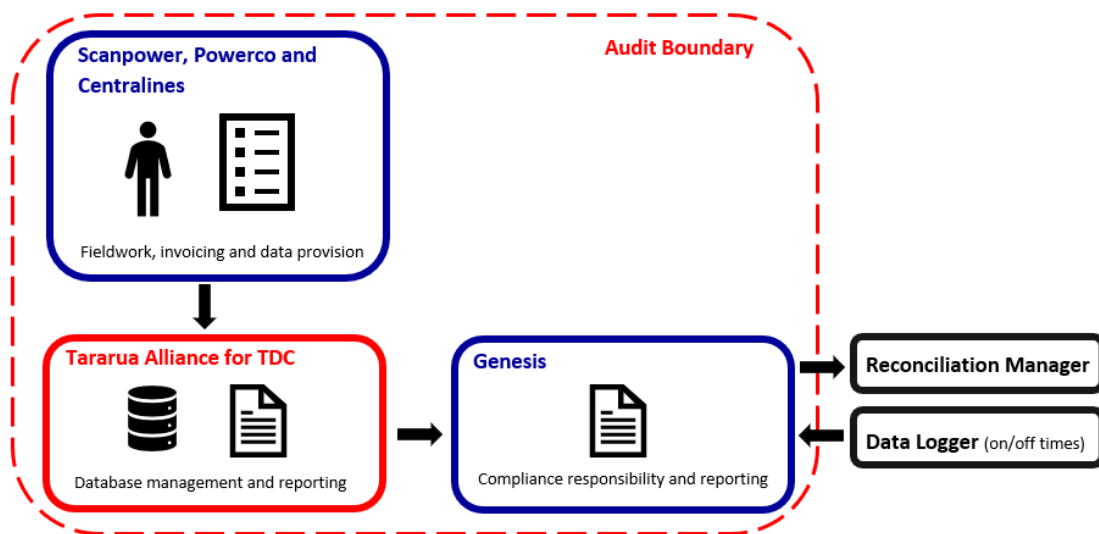 Scanpower, Powerco and
Centralines
Audit Boundary
Fieldwork, invoicing and data provision
Tararua Alliance for TDC
Database management and reporting
Genesis
Compliance responsibility and reporting
Reconciliation Manager
Data Logger (on/off times)